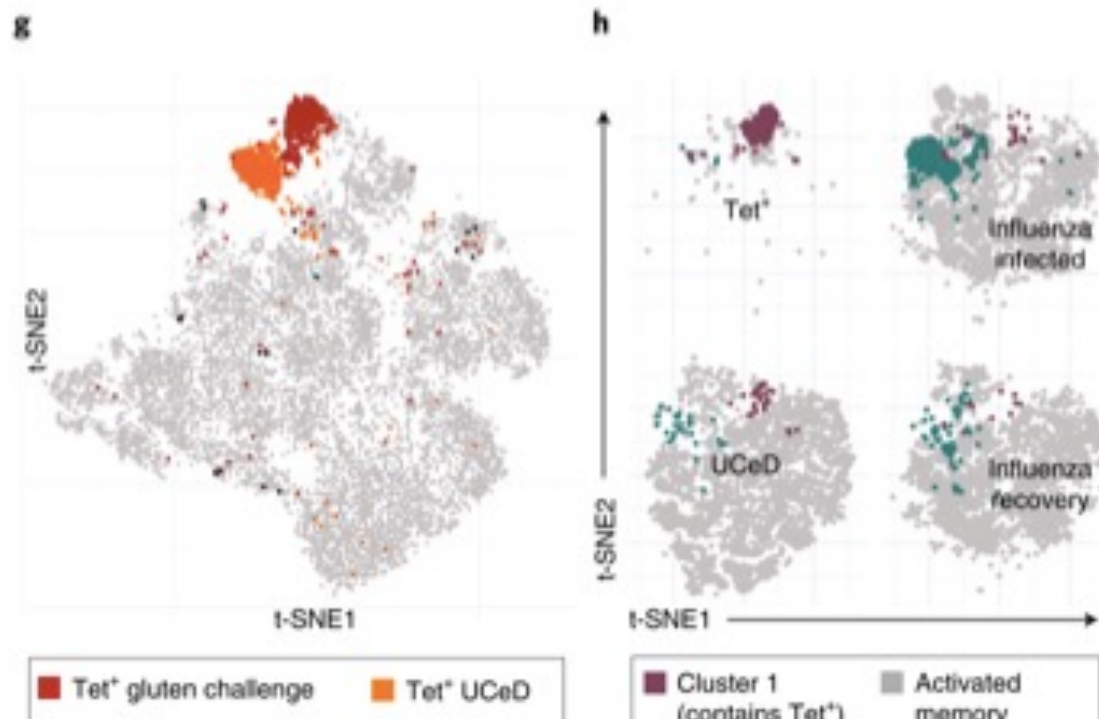 g
h
t-SNE2
t-SNE1
Tet⁺
Influenza
infected
UCeD
Influenza
recovery
t-SNE2
t-SNE1
Tet⁺ gluten challenge
Tet⁺ UCeD
Cluster 1
(contains Tet⁺)
Activated
memory